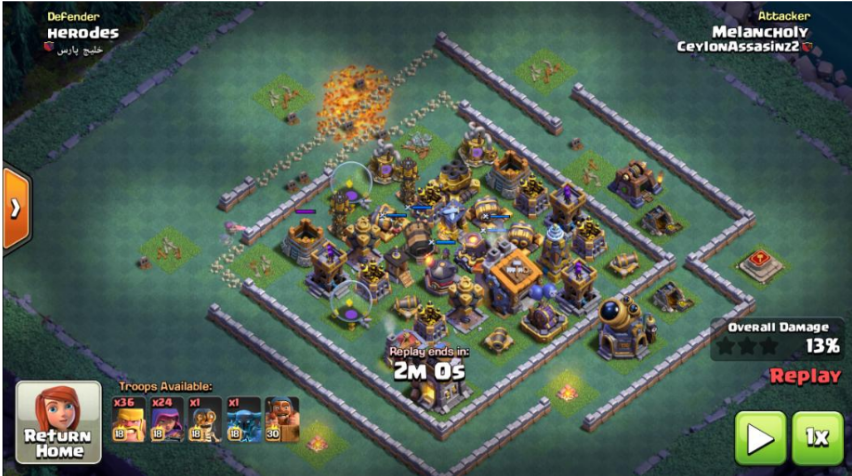 Defender
HERODES
خلیج پارس
Attacker
Melancholy
CeylonAssasinz2
Overall Damage
13%
Replay
Replay ends in:
2m 0s
Troops Available:
x36 x24 x1 x1
18 18 18 18 30
Return
Home
1x